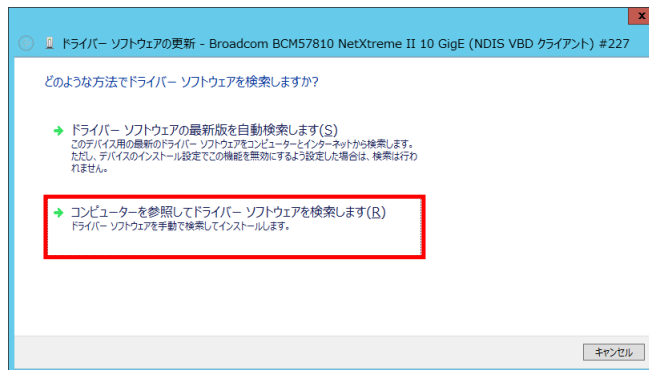 x
ドライバー ソフトウェアの更新 - Broadcom BCM57810 NetXtreme II 10 GigE (NDIS VBD クライアント) #227
どのような方法でドライバー ソフトウェアを検索しますか?
ドライバー ソフトウェアの最新版を自動検索します(S)
このデバイス用の最新のドライバー ソフトウェアをコンピューターとインターネットから検索します。
ただし、デバイスのインストール設定でこの機能を無効にするよう設定した場合は、検索は行わ
れません。
コンピューターを参照してドライバー ソフトウェアを検索します(R)
ドライバー ソフトウェアを手動で検索してインストールします。
キャンセル